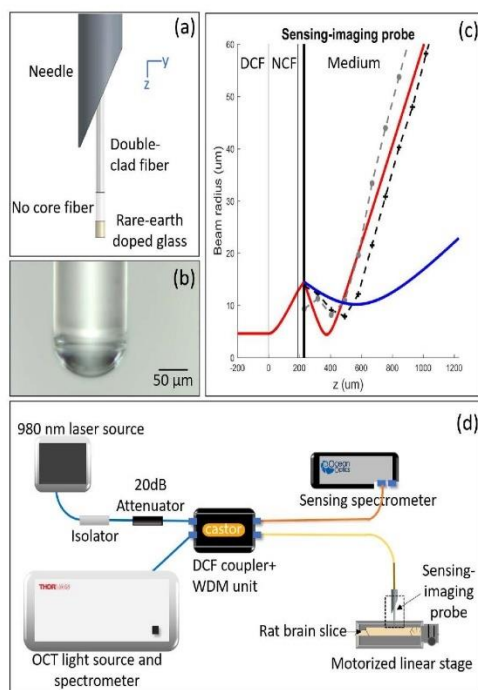 (a)
Needle
y
z
Double-
clad fiber
No core fiber
Rare-earth
doped glass
(b)
50 µm
Sensing-imaging probe
(c)
DCF
NCF
Medium
Beam radius (um)
60
50
40
30
20
10
0
-200 0 200 400 600 800 1000 1200
z (um)
(d)
980 nm laser source
20dB
Attenuator
Isolator
castor
DCF coupler+
WDM unit
Ocean
Optics
Sensing spectrometer
Sensing-
imaging
probe
Rat brain slice
Motorized linear stage
OCT light source and
spectrometer